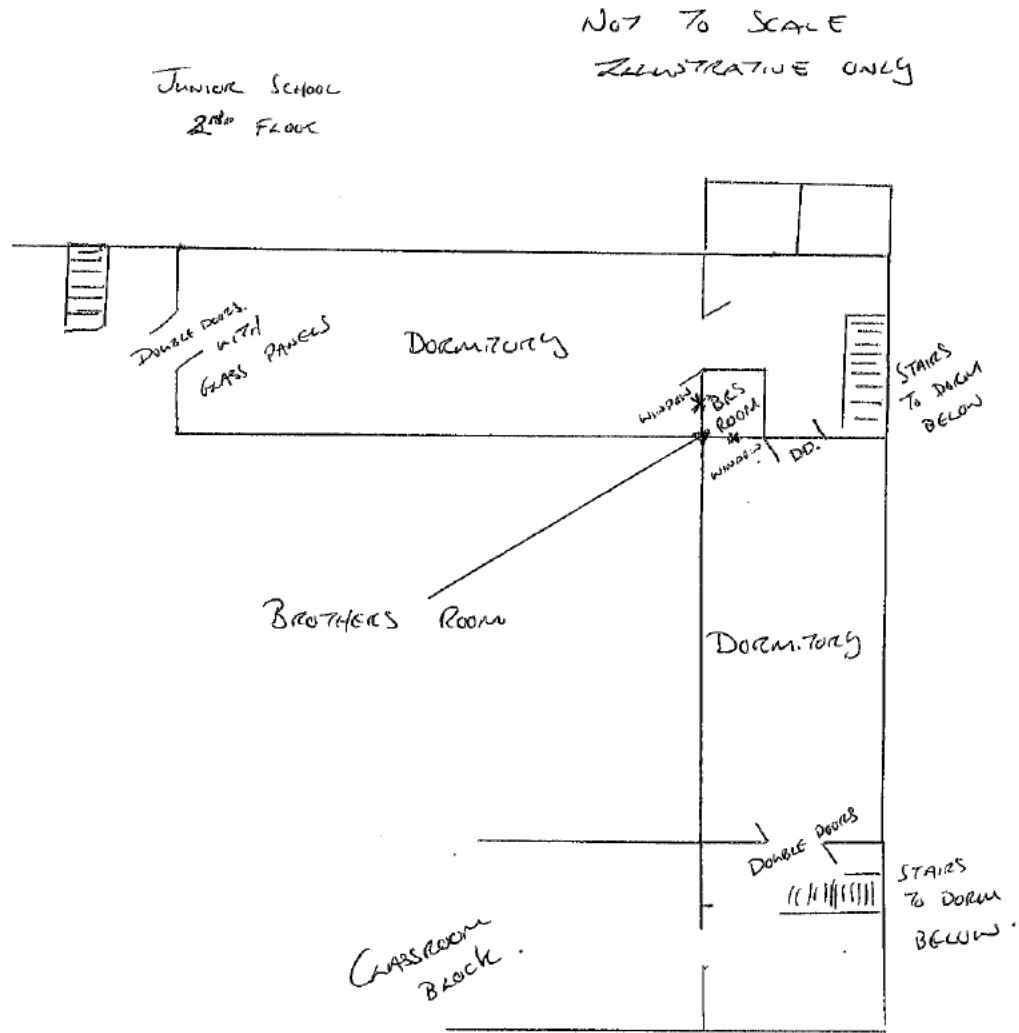 NOT TO SCALE
ILLUSTRATIVE ONLY
JUNIOR SCHOOL
2ND FLOOR
DOUBLE DOORS.
WITH
GLASS PANELS
DORMITORY
WINDOW
BRS
ROOM
WINDOW.
DD.
STAIRS
TO DORM
BELOW
BROTHERS ROOM
DORMITORY
DOUBLE DOORS
STAIRS
TO DORM
BELOW.
CLASSROOM
BLOCK.